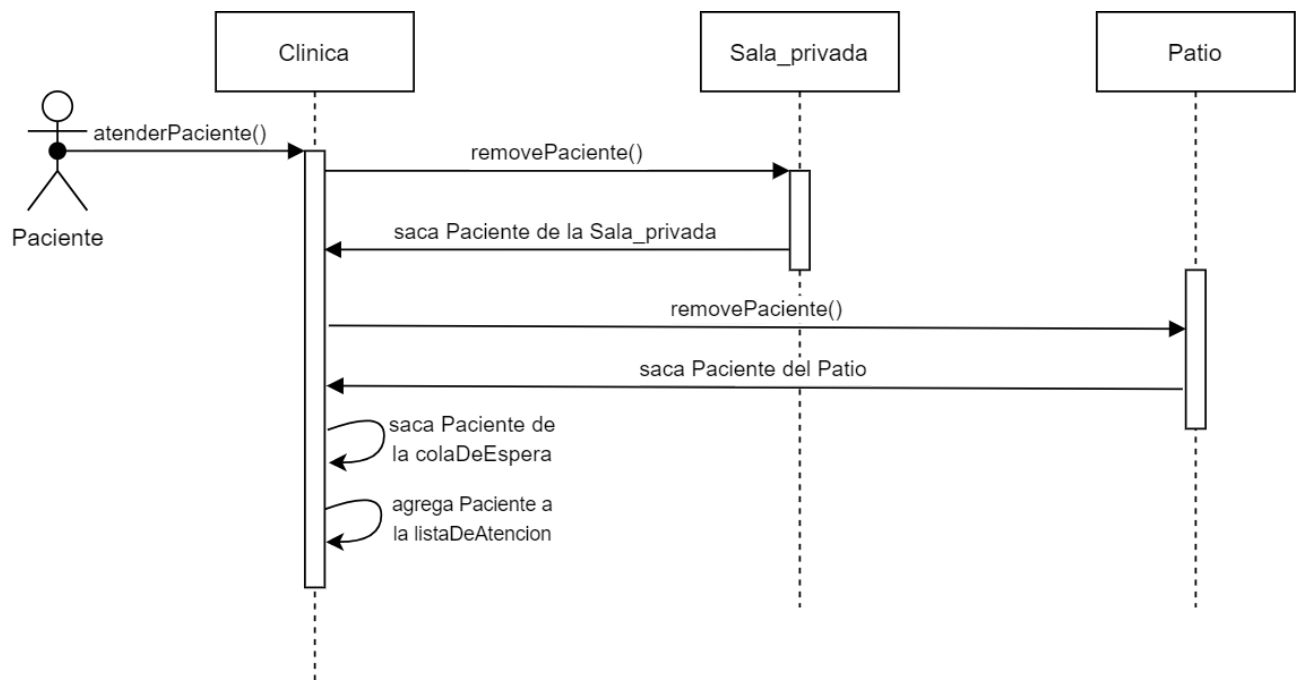 Clinica
Sala_privada
Patio
atenderPaciente()
removePaciente()
Paciente
saca Paciente de la Sala_privada
removePaciente()
saca Paciente del Patio
saca Paciente de
la colaDeEspera
agrega Paciente a
la listaDeAtencion